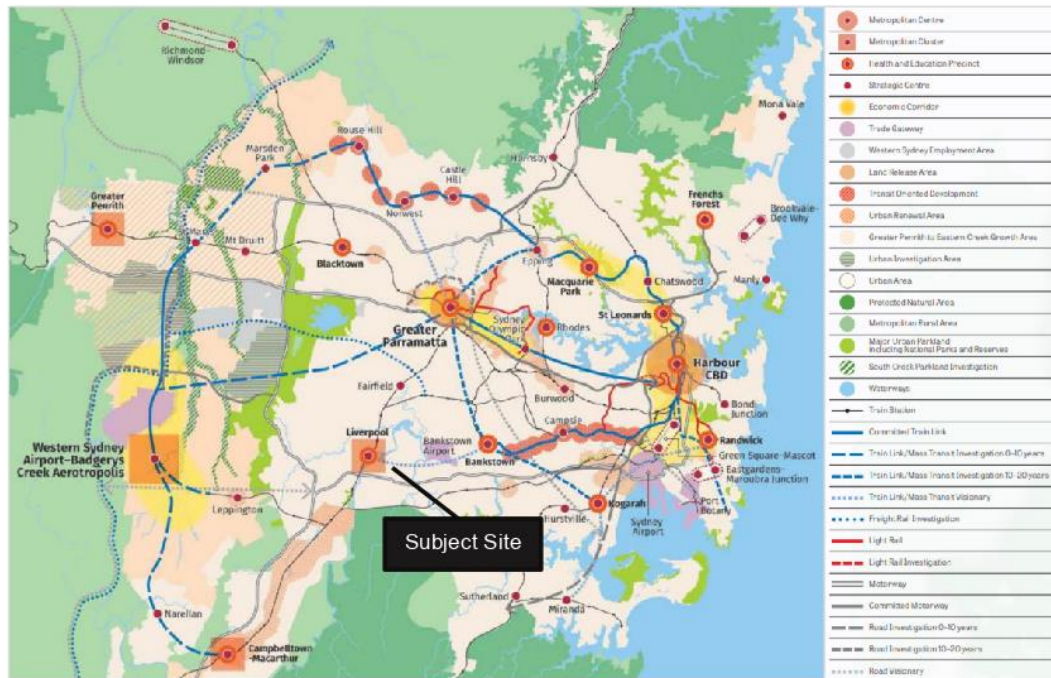 Richmond-
Windsor
Mona Vale
Rouse Hill
Marsden
Park
Castle
Hill
Hornsby
Frenchs
Forest
Greater
Penrith
Norwest
Brookvale-
Dee Why
Mt Druitt
Blacktown
Epping
Macquarie
Park
Chatswood
Manly
St Leonards
Greater
Parramatta
Sydney
Olympic
Park
Rhodes
Harbour
CBD
Fairfield
Burwood
Bondi
Junction
Campsie
Liverpool
Bankstown
Airport
Bankstown
Randwick
Green Square-Mascot
Western Sydney
Airport-Badgerys
Creek Aerotropolis
Eastgardens-
Maroubra Junction
Leppington
Kogarah
Hurstville
Sydney
Airport
Port
Botany
Subject Site
Sutherland
Miranda
Narellan
Campbelltown
-Macarthur
Metropolitan Centre
Metropolitan Cluster
Health and Education Precinct
Strategic Centre
Economic Corridor
Trade Gateway
Western Sydney Employment Area
Land Release Area
Transit Oriented Development
Urban Renewal Area
Greater Penrith to Eastern Creek Growth Area
Urban Investigation Area
Urban Area
Protected Natural Area
Metropolitan Rural Area
Major Urban Parkland
including National Parks and Reserves
South Creek Parkland Investigation
Waterways
Train Station
Committed Train Link
Train Link/Mass Transit Investigation 0-10 years
Train Link/Mass Transit Investigation 10-20 years
Train Link/Mass Transit Visionary
Freight Rail Investigation
Light Rail
Light Rail Investigation
Motorway
Committed Motorway
Road Investigation 0-10 years
Road Investigation 10-20 years
Road Visionary